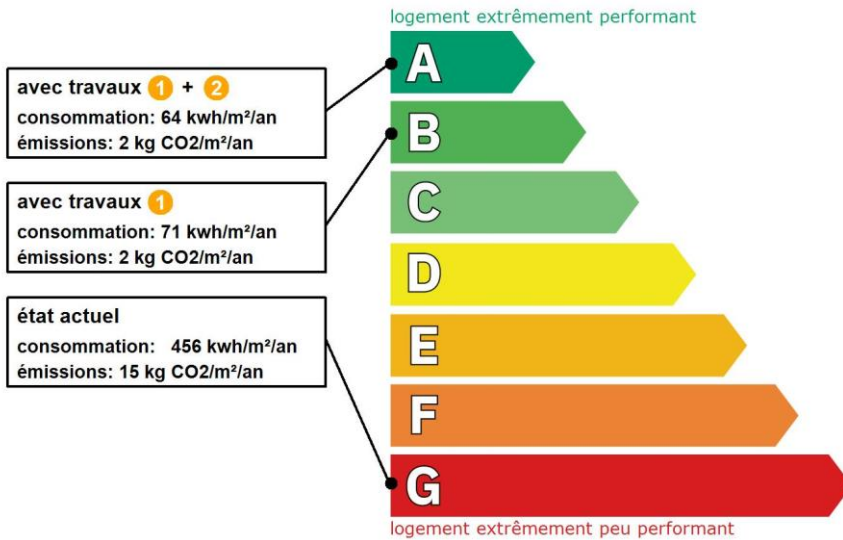 logement extrêmement performant
A
avec travaux 1 + 2
consommation: 64 kwh/m²/an
émissions: 2 kg CO2/m²/an
B
avec travaux 1
consommation: 71 kwh/m²/an
émissions: 2 kg CO2/m²/an
C
D
état actuel
consommation: 456 kwh/m²/an
émissions: 15 kg CO2/m²/an
E
F
G
logement extrêmement peu performant